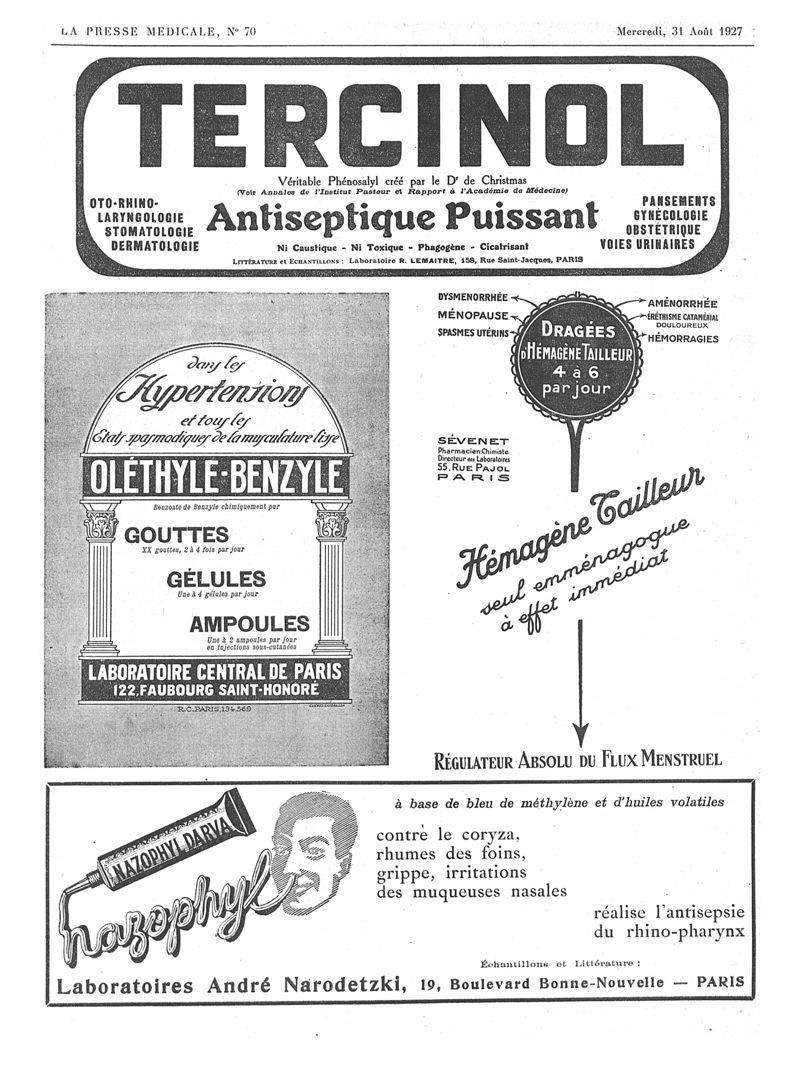 LA PRESSE MEDICALE, Nº 70
Mercredi, 31 Août 1927
TERCINOL
Véritable Phénosalyl créé par le Dr de Christmas
(Voir Annales de l'Institut Pasteur et Rapport à l'Académie de Médecine)
OTO-RHINO-
LARYNGOLOGIE
STOMATOLOGIE
DERMATOLOGIE
Antiseptique Puissant
PANSEMENTS
GYNÉCOLOGIE
OBSTÉTRIQUE
VOIES URINAIRES
Ni Caustique - Ni Toxique - Phagogène - Cicatrisant
LITTÉRATURE et ECHANTILLONS : Laboratoire R. LEMAITRE, 158, Rue Saint-Jacques, PARIS
dans les
Hypertensions
et tous les
États spasmodiques de la musculature lisse
OLÉTHYLE-BENZYLE
Benzoate de Benzyle chimiquement pur
GOUTTES
XX gouttes, 2 à 4 fois par jour
GÉLULES
Une à 4 gélules par jour
AMPOULES
Une à 2 ampoules par jour
en injections sous-cutanées
LABORATOIRE CENTRAL DE PARIS
122, FAUBOURG SAINT-HONORÉ
R.C. PARIS, 134.569
DYSMENORRHÉE
MÉNOPAUSE
SPASMES UTÉRINS
AMÉNORRHÉE
ÉRÉTHISME CATAMÉNIAL
DOULOUREUX
HÉMORRAGIES
DRAGÉES
D'HÉMAGÈNE TAILLEUR
4 à 6
par jour
SÉVENET
Pharmacien-Chimiste
Directeur des Laboratoires
55, RUE PAJOL
PARIS
Hémagène Tailleur
seul emménagogue
à effet immédiat
RÉGULATEUR ABSOLU DU FLUX MENSTRUEL
NAZOPHYL DARVA
nazophyl
à base de bleu de méthylène et d'huiles volatiles
contre le coryza,
rhumes des foins,
grippe, irritations
des muqueuses nasales
réalise l'antisepsie
du rhino-pharynx
Échantillons et Littérature :
Laboratoires André Narodetzki, 19, Boulevard Bonne-Nouvelle — PARIS